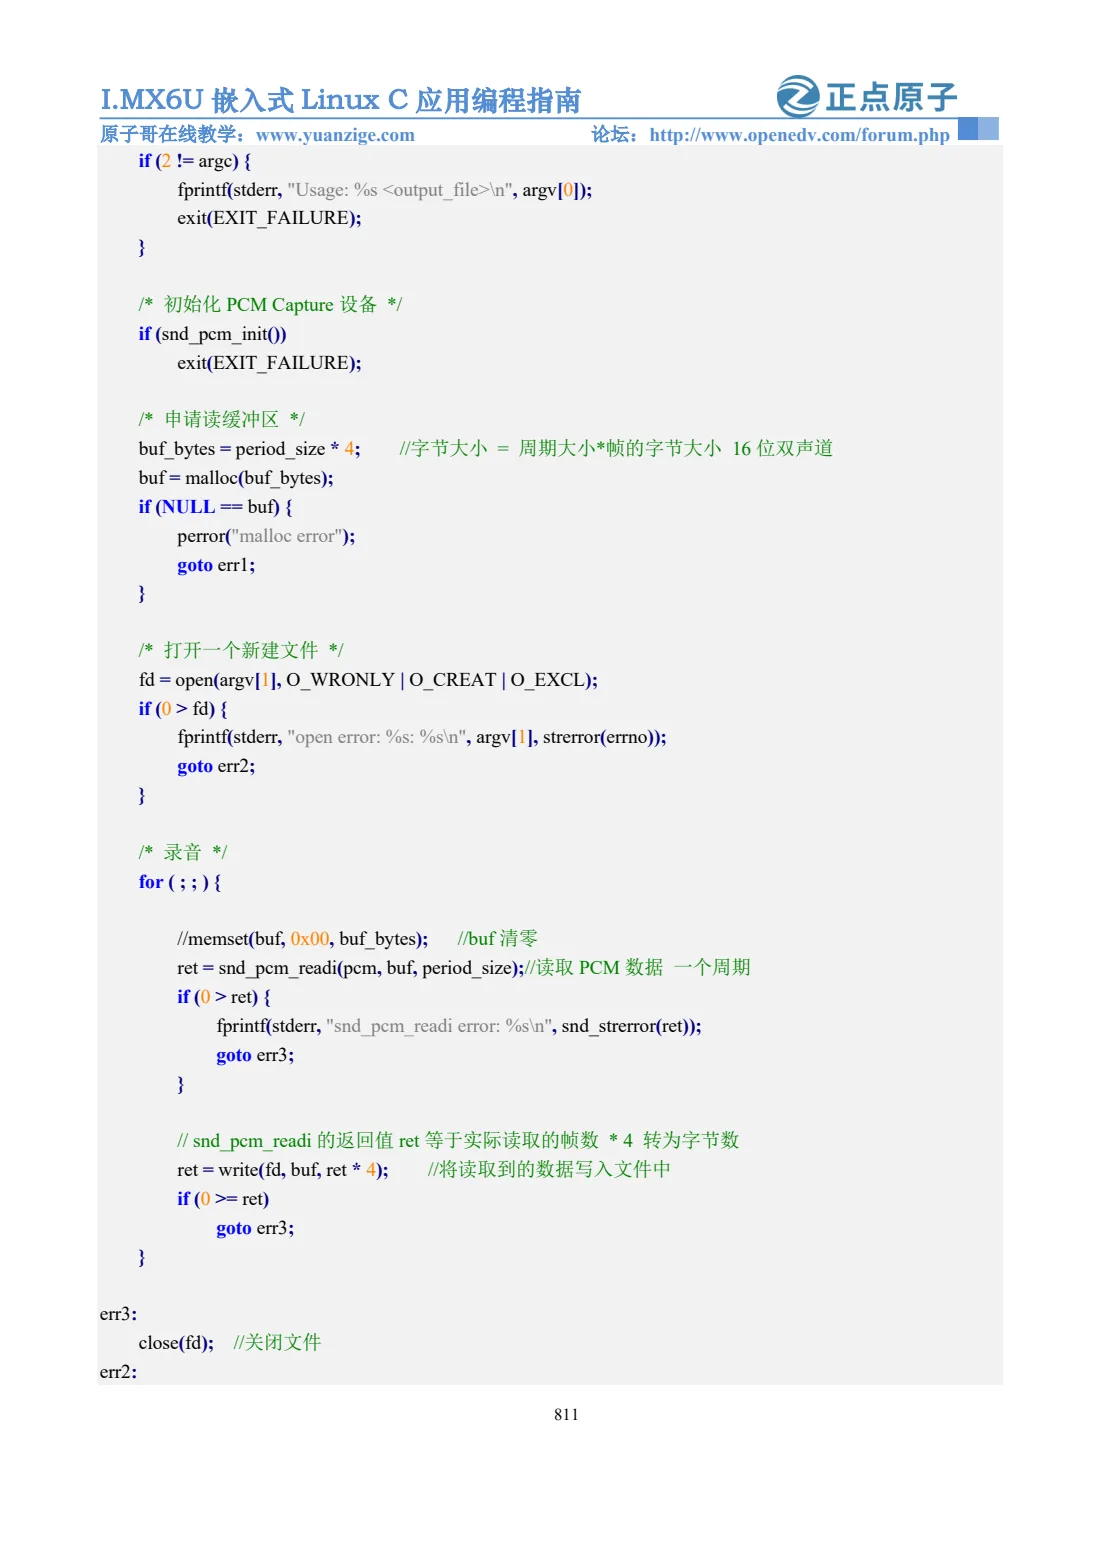 I.MX6U 嵌入式 Linux C 应用编程指南
正点原子
原子哥在线教学：www.yuanzige.com 论坛：http://www.openedv.com/forum.php
if (2 != argc) {
fprintf(stderr, "Usage: %s <output_file>\n", argv[0]);
exit(EXIT_FAILURE);
}
/* 初始化 PCM Capture 设备 */
if (snd_pcm_init())
exit(EXIT_FAILURE);
/* 申请读缓冲区 */
buf_bytes = period_size * 4; //字节大小 = 周期大小*帧的字节大小 16 位双声道
buf = malloc(buf_bytes);
if (NULL == buf) {
perror("malloc error");
goto err1;
}
/* 打开一个新建文件 */
fd = open(argv[1], O_WRONLY | O_CREAT | O_EXCL);
if (0 > fd) {
fprintf(stderr, "open error: %s: %s\n", argv[1], strerror(errno));
goto err2;
}
/* 录音 */
for ( ; ; ) {
//memset(buf, 0x00, buf_bytes); //buf 清零
ret = snd_pcm_readi(pcm, buf, period_size);//读取 PCM 数据 一个周期
if (0 > ret) {
fprintf(stderr, "snd_pcm_readi error: %s\n", snd_strerror(ret));
goto err3;
}
// snd_pcm_readi 的返回值 ret 等于实际读取的帧数 * 4 转为字节数
ret = write(fd, buf, ret * 4); //将读取到的数据写入文件中
if (0 >= ret)
goto err3;
}
err3:
close(fd); //关闭文件
err2:
811